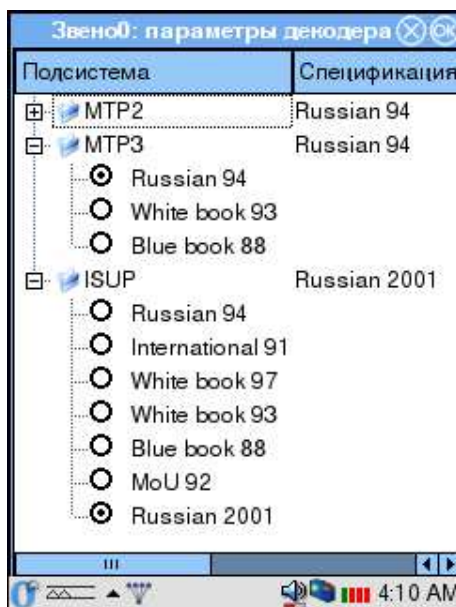 Звено0: параметры декодера OK
Подсистема Спецификация
MTP2 Russian 94
MTP3 Russian 94
Russian 94
White book 93
Blue book 88
ISUP Russian 2001
Russian 94
International 91
White book 97
White book 93
Blue book 88
MoU 92
Russian 2001
4:10 AM